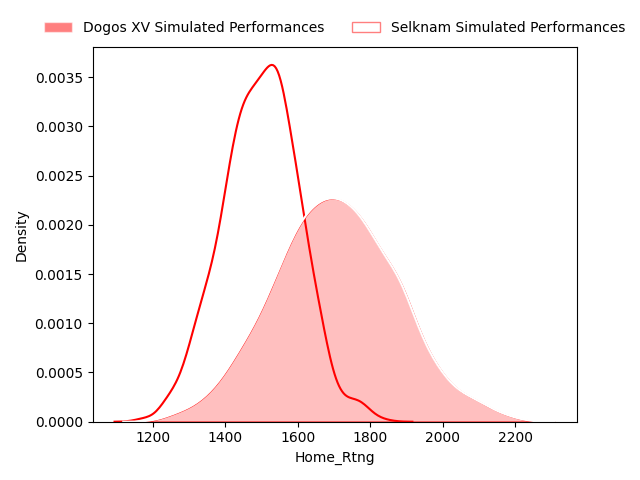 Dogos XV Simulated Performances Selknam Simulated Performances
0.0035
0.0030
0.0025
0.0020
0.0015
0.0010
0.0005
0.0000
Density
1200 1400 1600 1800 2000 2200
Home_Rtng